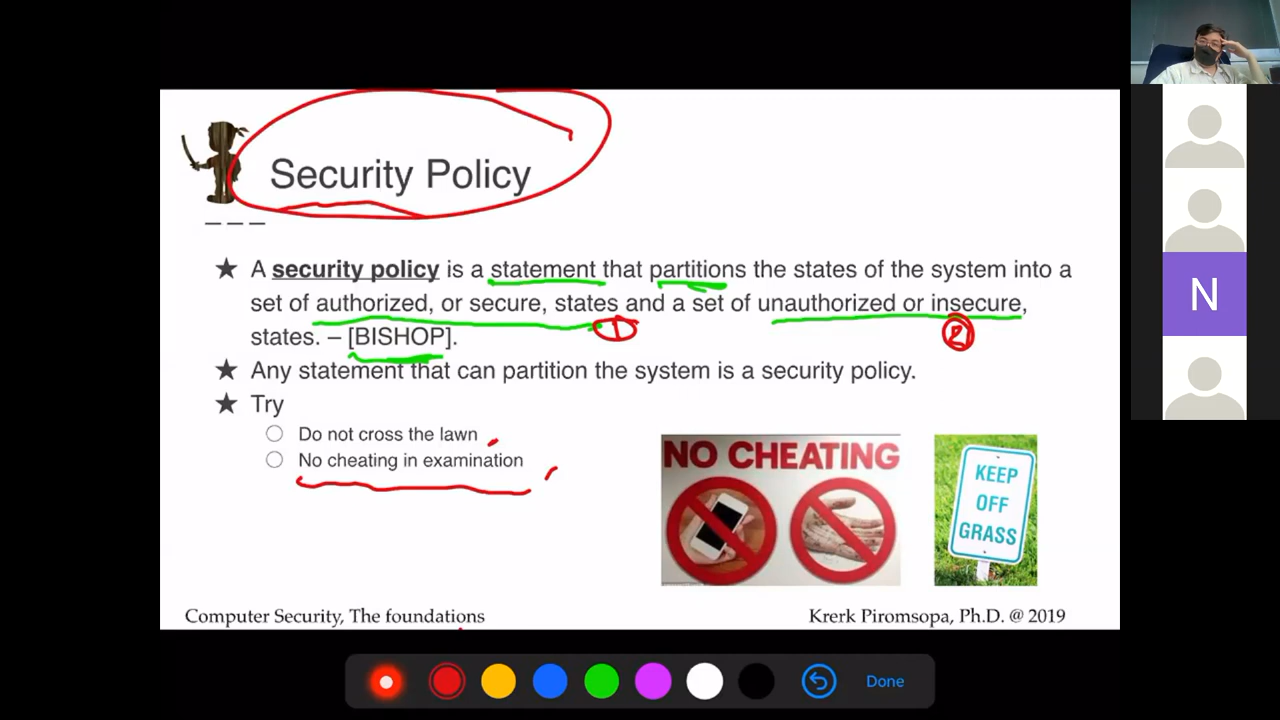 Security Policy
A security policy is a statement that partitions the states of the system into a
set of authorized, or secure, states and a set of unauthorized or insecure,
1
2
states. – [BISHOP].
Any statement that can partition the system is a security policy.
Try
Do not cross the lawn
No cheating in examination
NO CHEATING
KEEP
OFF
GRASS
Computer Security, The foundations
Krerk Piromsopa, Ph.D. @ 2019
N
Done